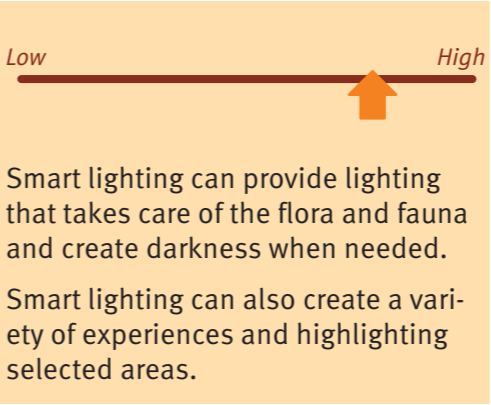 Low High
Smart lighting can provide lighting
that takes care of the flora and fauna
and create darkness when needed.
Smart lighting can also create a vari-
ety of experiences and highlighting
selected areas.